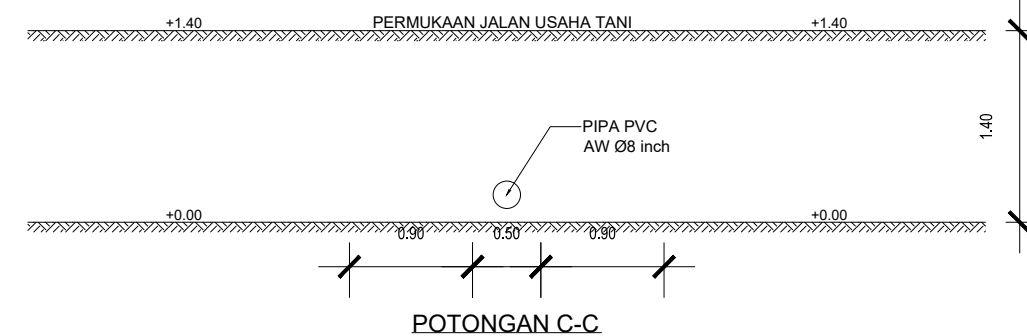 +1.40 PERMUKAAN JALAN USAHA TANI +1.40
1.40
PIPA PVC
AW Ø8 inch
+0.00 +0.00
0.90 0.50 0.90
POTONGAN C-C